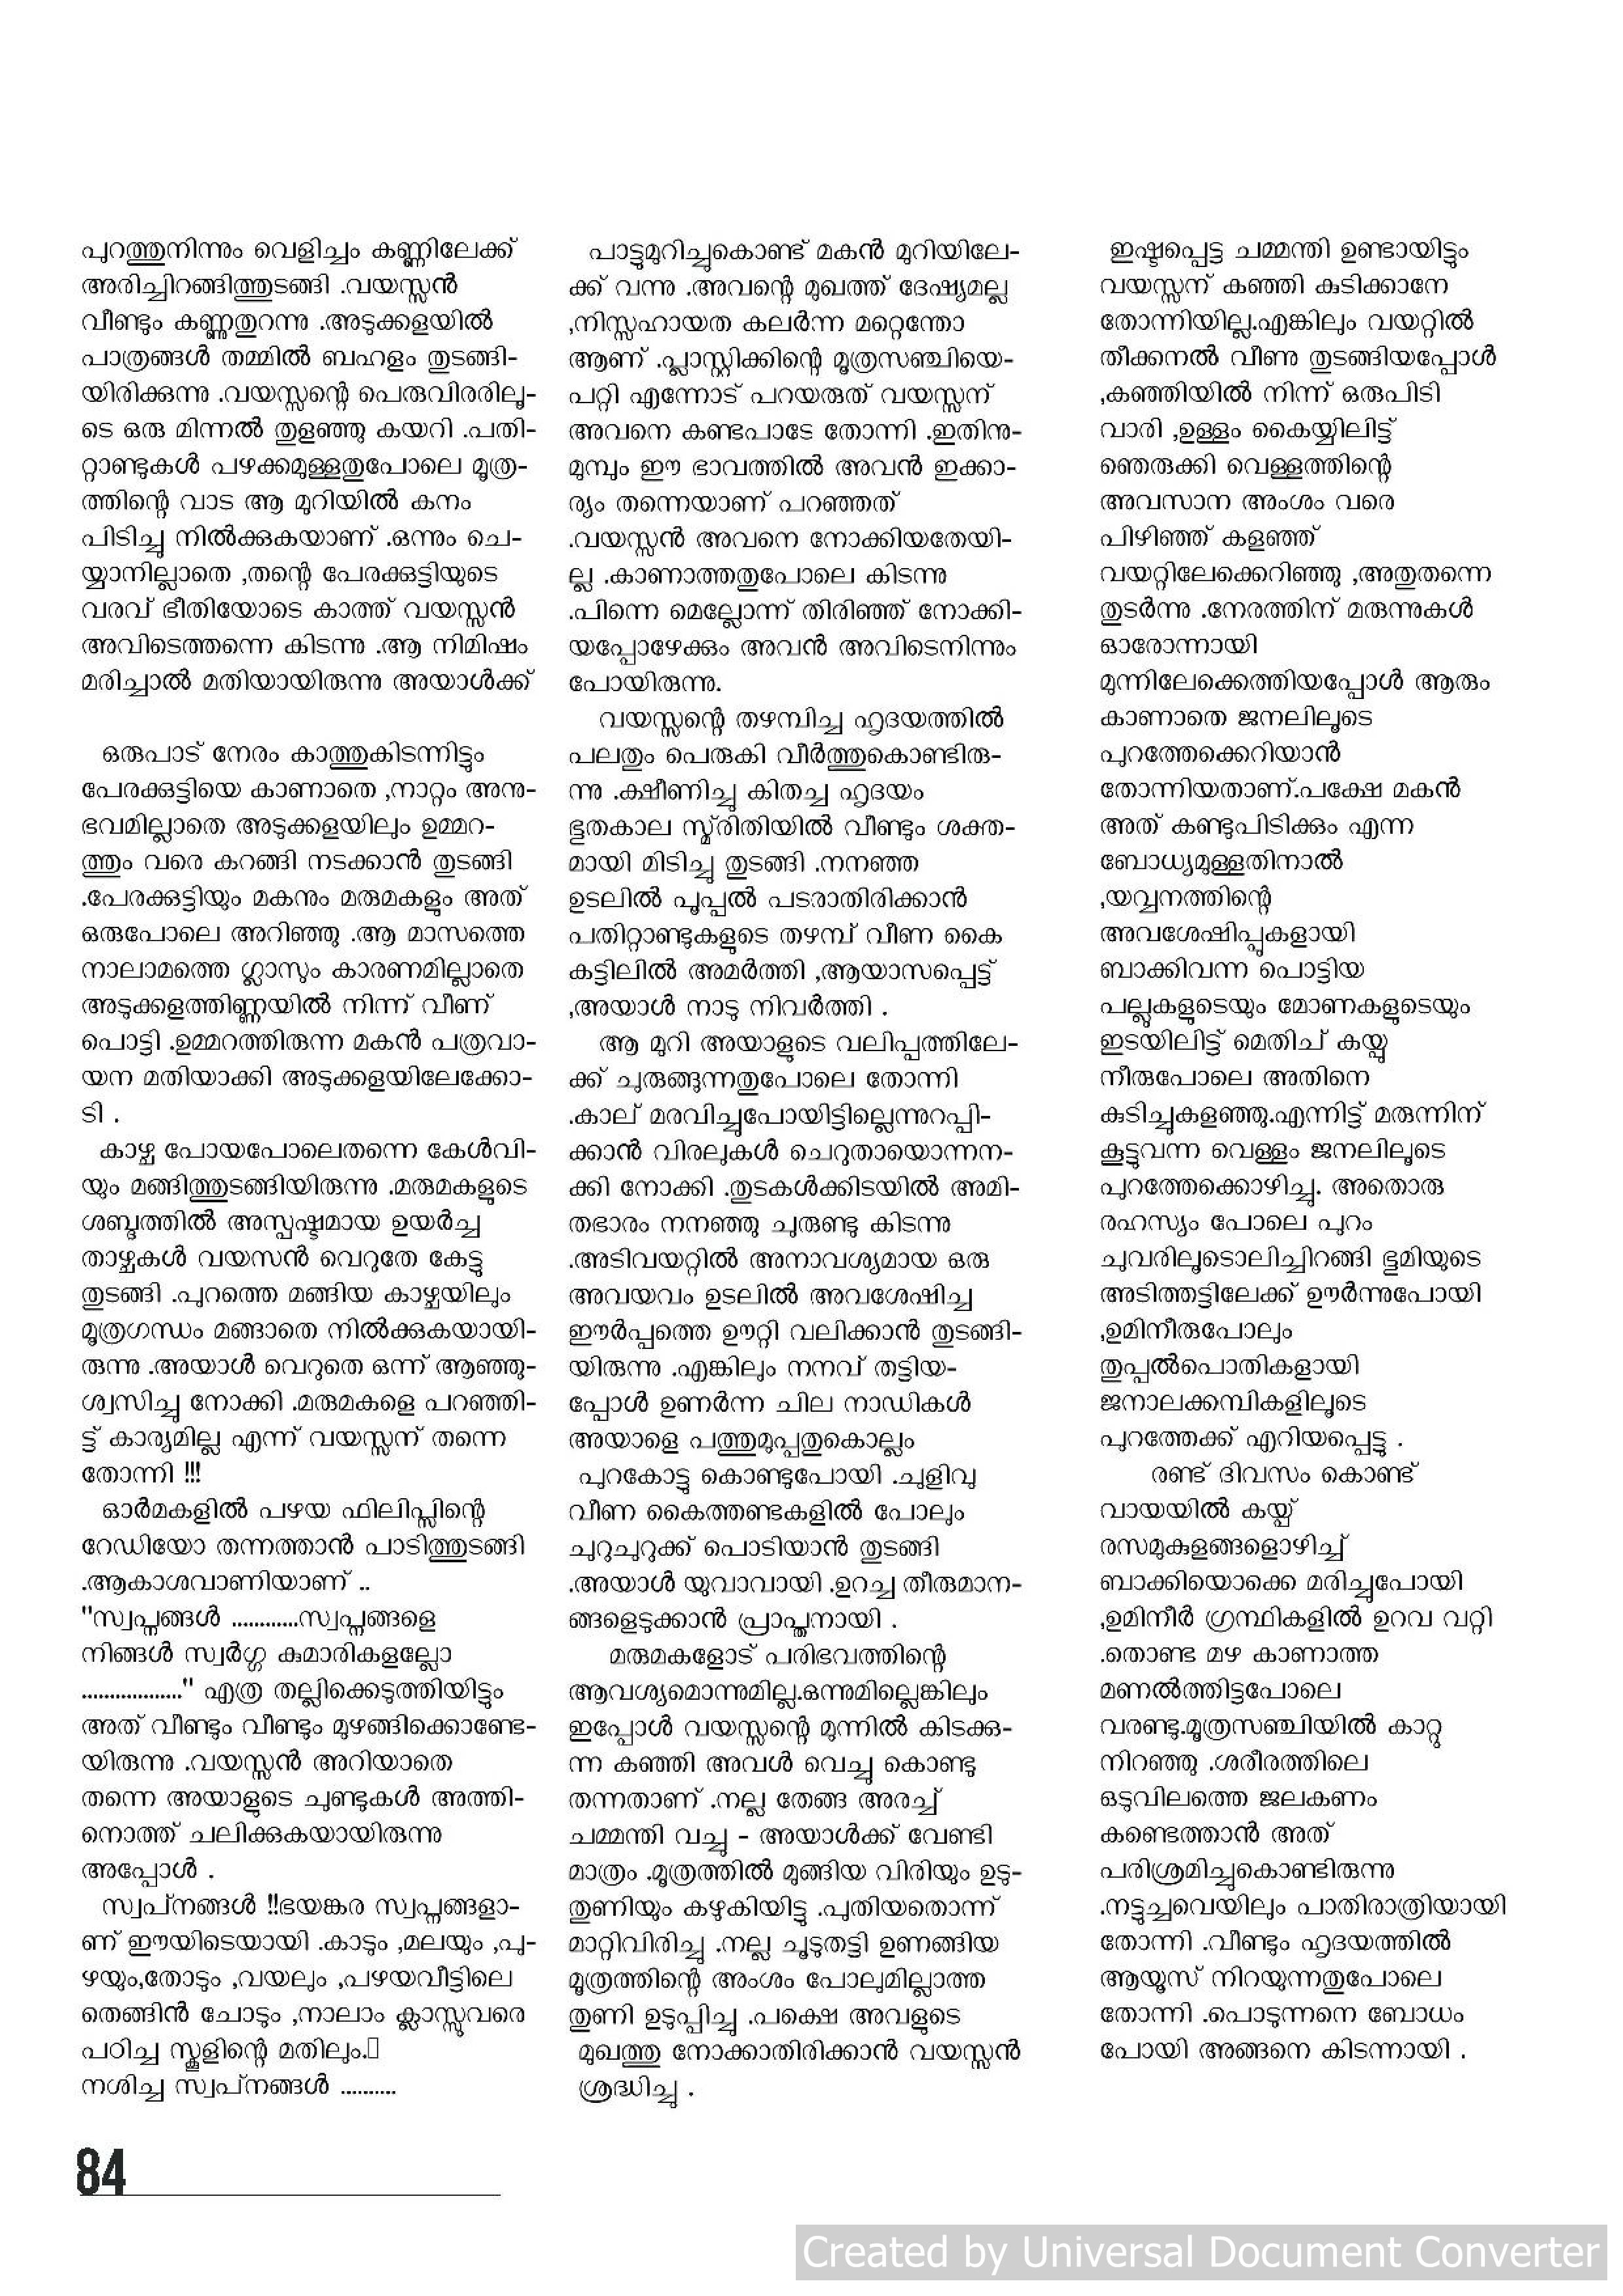 പുറത്തുനിന്നും വെളിച്ചം കണ്ണിലേക്ക്
അരിച്ചിറങ്ങിത്തുടങ്ങി .വയസ്സൻ
വീണ്ടും കണ്ണുതുറന്നു .അടുക്കളയിൽ
പാത്രങ്ങൾ തമ്മിൽ ബഹളം തുടങ്ങി-
യിരിക്കുന്നു .വയസ്സന്റെ പെരുവിരരിലൂ-
ടെ ഒരു മിന്നൽ തുളഞ്ഞു കയറി .പതി-
റ്റാണ്ടുകൾ പഴക്കമുള്ളതുപോലെ മൂത്ര-
ത്തിന്റെ വാട ആ മുറിയിൽ കനം
പിടിച്ചു നിൽക്കുകയാണ് .ഒന്നും ചെ-
യ്യാനില്ലാതെ ,തന്റെ പേരക്കുട്ടിയുടെ
വരവ് ഭീതിയോടെ കാത്ത് വയസ്സൻ
അവിടെത്തന്നെ കിടന്നു .ആ നിമിഷം
മരിച്ചാൽ മതിയായിരുന്നു അയാൾക്ക്
ഒരുപാട് നേരം കാത്തുകിടന്നിട്ടും
പേരക്കുട്ടിയെ കാണാതെ ,നാറ്റം അനു-
ഭവമില്ലാതെ അടുക്കളയിലും ഉമ്മറ-
ത്തും വരെ കറങ്ങി നടക്കാൻ തുടങ്ങി
.പേരക്കുട്ടിയും മകനും മരുമകളും അത്
ഒരുപോലെ അറിഞ്ഞു .ആ മാസത്തെ
നാലാമത്തെ ഗ്ലാസും കാരണമില്ലാതെ
അടുക്കളത്തിണ്ണയിൽ നിന്ന് വീണ്
പൊട്ടി .ഉമ്മറത്തിരുന്ന മകൻ പത്രവാ-
യന മതിയാക്കി അടുക്കളയിലേക്കോ-
ടി .
കാഴ്ച പോയപോലെതന്നെ കേൾവി-
യും മങ്ങിത്തുടങ്ങിയിരുന്നു .മരുമകളുടെ
ശബ്ദത്തിൽ അസ്പഷ്ടമായ ഉയർച്ച
താഴ്ചകൾ വയസൻ വെറുതേ കേട്ടു
തുടങ്ങി .പുറത്തെ മങ്ങിയ കാഴ്ചയിലും
മൂത്രഗന്ധം മങ്ങാതെ നിൽക്കുകയായി-
രുന്നു .അയാൾ വെറുതെ ഒന്ന് ആഞ്ഞു-
ശ്വസിച്ചു നോക്കി .മരുമകളെ പറഞ്ഞി-
ട്ട് കാര്യമില്ല എന്ന് വയസ്സന് തന്നെ
തോന്നി !!!
ഓർമകളിൽ പഴയ ഫിലിപ്സിന്റെ
റേഡിയോ തന്നത്താൻ പാടിത്തുടങ്ങി
.ആകാശവാണിയാണ് ..
"സ്വപ്നങ്ങൾ ............സ്വപ്നങ്ങളെ
നിങ്ങൾ സ്വർഗ്ഗ കുമാരികളല്ലോ
.................." എത്ര തല്ലിക്കെടുത്തിയിട്ടും
അത് വീണ്ടും വീണ്ടും മുഴങ്ങിക്കൊണ്ടേ-
യിരുന്നു .വയസ്സൻ അറിയാതെ
തന്നെ അയാളുടെ ചുണ്ടുകൾ അത്തി-
നൊത്ത് ചലിക്കുകയായിരുന്നു
അപ്പോൾ .
സ്വപ്‌നങ്ങൾ !!ഭയങ്കര സ്വപ്നങ്ങളാ-
ണ് ഈയിടെയായി .കാടും ,മലയും ,പു-
ഴയും,തോടും ,വയലും ,പഴയവീട്ടിലെ
തെങ്ങിൻ ചോടും ,നാലാം ക്ലാസ്സുവരെ
പഠിച്ച സ്കൂളിന്റെ മതിലും.
നശിച്ച സ്വപ്‌നങ്ങൾ ..........
പാട്ടുമുറിച്ചുകൊണ്ട് മകൻ മുറിയിലേ-
ക്ക് വന്നു .അവന്റെ മുഖത്ത് ദേഷ്യമല്ല
,നിസ്സഹായത കലർന്ന മറ്റെന്തോ
ആണ് .പ്ലാസ്റ്റിക്കിന്റെ മൂത്രസഞ്ചിയെ-
പറ്റി എന്നോട് പറയരുത് വയസ്സന്
അവനെ കണ്ടപാടേ തോന്നി .ഇതിനു-
മുമ്പും ഈ ഭാവത്തിൽ അവൻ ഇക്കാ-
ര്യം തന്നെയാണ് പറഞ്ഞത്
.വയസ്സൻ അവനെ നോക്കിയതേയി-
ല്ല .കാണാത്തതുപോലെ കിടന്നു
.പിന്നെ മെല്ലോന്ന് തിരിഞ്ഞ് നോക്കി-
യപ്പോഴേക്കും അവൻ അവിടെനിന്നും
പോയിരുന്നു.
വയസ്സന്റെ തഴമ്പിച്ച ഹൃദയത്തിൽ
പലതും പെരുകി വീർത്തുകൊണ്ടിരു-
ന്നു .ക്ഷീണിച്ചു കിതച്ച ഹൃദയം
ഭൂതകാല സ്മ്‌രിതിയിൽ വീണ്ടും ശക്ത-
മായി മിടിച്ചു തുടങ്ങി .നനഞ്ഞ
ഉടലിൽ പൂപ്പൽ പടരാതിരിക്കാൻ
പതിറ്റാണ്ടുകളുടെ തഴമ്പ് വീണ കൈ
കട്ടിലിൽ അമർത്തി ,ആയാസപ്പെട്ട്
,അയാൾ നാടു നിവർത്തി .
ആ മുറി അയാളുടെ വലിപ്പത്തിലേ-
ക്ക് ചുരുങ്ങുന്നതുപോലെ തോന്നി
.കാല് മരവിച്ചുപോയിട്ടില്ലെന്നുറപ്പി-
ക്കാൻ വിരലുകൾ ചെറുതായൊന്നന-
ക്കി നോക്കി .തുടകൾക്കിടയിൽ അമി-
തഭാരം നനഞ്ഞു ചുരുണ്ടു കിടന്നു
.അടിവയറ്റിൽ അനാവശ്യമായ ഒരു
അവയവം ഉടലിൽ അവശേഷിച്ച
ഈർപ്പത്തെ ഊറ്റി വലിക്കാൻ തുടങ്ങി-
യിരുന്നു .എങ്കിലും നനവ് തട്ടിയ-
പ്പോൾ ഉണർന്ന ചില നാഡികൾ
അയാളെ പത്തുമുപ്പതുകൊല്ലം
പുറകോട്ടു കൊണ്ടുപോയി .ചുളിവു
വീണ കൈത്തണ്ടകളിൽ പോലും
ചുറുചുറുക്ക് പൊടിയാൻ തുടങ്ങി
.അയാൾ യുവാവായി .ഉറച്ച തീരുമാന-
ങ്ങളെടുക്കാൻ പ്രാപ്തനായി .
മരുമകളോട് പരിഭവത്തിന്റെ
ആവശ്യമൊന്നുമില്ല.ഒന്നുമില്ലെങ്കിലും
ഇപ്പോൾ വയസ്സന്റെ മുന്നിൽ കിടക്കു-
ന്ന കഞ്ഞി അവൾ വെച്ചു കൊണ്ടു
തന്നതാണ് .നല്ല തേങ്ങ അരച്ച്
ചമ്മന്തി വച്ചു - അയാൾക്ക് വേണ്ടി
മാത്രം .മൂത്രത്തിൽ മുങ്ങിയ വിരിയും ഉടു-
തുണിയും കഴുകിയിട്ടു .പുതിയതൊന്ന്
മാറ്റിവിരിച്ചു .നല്ല ചൂടുതട്ടി ഉണങ്ങിയ
മൂത്രത്തിന്റെ അംശം പോലുമില്ലാത്ത
തുണി ഉടുപ്പിച്ചു .പക്ഷെ അവളുടെ
മുഖത്തു നോക്കാതിരിക്കാൻ വയസ്സൻ
ശ്രദ്ധിച്ചു .
ഇഷ്ടപ്പെട്ട ചമ്മന്തി ഉണ്ടായിട്ടും
വയസ്സന് കഞ്ഞി കുടിക്കാനേ
തോന്നിയില്ല.എങ്കിലും വയറ്റിൽ
തീക്കനൽ വീണു തുടങ്ങിയപ്പോൾ
,കഞ്ഞിയിൽ നിന്ന് ഒരുപിടി
വാരി ,ഉള്ളം കൈയ്യിലിട്ട്
ഞെരുക്കി വെള്ളത്തിന്റെ
അവസാന അംശം വരെ
പിഴിഞ്ഞ് കളഞ്ഞ്
വയറ്റിലേക്കെറിഞ്ഞു ,അതുതന്നെ
തുടർന്നു .നേരത്തിന് മരുന്നുകൾ
ഓരോന്നായി
മുന്നിലേക്കെത്തിയപ്പോൾ ആരും
കാണാതെ ജനലിലൂടെ
പുറത്തേക്കെറിയാൻ
തോന്നിയതാണ്.പക്ഷേ മകൻ
അത് കണ്ടുപിടിക്കും എന്ന
ബോധ്യമുള്ളതിനാൽ
,യവ്വനത്തിന്റെ
അവശേഷിപ്പുകളായി
ബാക്കിവന്ന പൊട്ടിയ
പല്ലുകളുടെയും മോണകളുടെയും
ഇടയിലിട്ട് മെതിച് കയ്പു
നീരുപോലെ അതിനെ
കുടിച്ചുകളഞ്ഞു.എന്നിട്ട് മരുന്നിന്
കൂട്ടുവന്ന വെള്ളം ജനലിലൂടെ
പുറത്തേക്കൊഴിച്ചു. അതൊരു
രഹസ്യം പോലെ പുറം
ചുവരിലൂടൊലിച്ചിറങ്ങി ഭൂമിയുടെ
അടിത്തട്ടിലേക്ക് ഊർന്നുപോയി
,ഉമിനീരുപോലും
തുപ്പൽപൊതികളായി
ജനാലക്കമ്പികളിലൂടെ
പുറത്തേക്ക് എറിയപ്പെട്ടു .
രണ്ട് ദിവസം കൊണ്ട്
വായയിൽ കയ്പ്
രസമുകുളങ്ങളൊഴിച്ച്
ബാക്കിയൊക്കെ മരിച്ചുപോയി
,ഉമിനീർ ഗ്രന്ഥികളിൽ ഉറവ വറ്റി
.തൊണ്ട മഴ കാണാത്ത
മണൽത്തിട്ടപോലെ
വരണ്ടു.മൂത്രസഞ്ചിയിൽ കാറ്റു
നിറഞ്ഞു .ശരീരത്തിലെ
ഒടുവിലത്തെ ജലകണം
കണ്ടെത്താൻ അത്
പരിശ്രമിച്ചുകൊണ്ടിരുന്നു
.നട്ടുച്ചവെയിലും പാതിരാത്രിയായി
തോന്നി .വീണ്ടും ഹൃദയത്തിൽ
ആയൂസ് നിറയുന്നതുപോലെ
തോന്നി .പൊടുന്നനെ ബോധം
പോയി അങ്ങനെ കിടന്നായി .
84
Created by Universal Document Converter